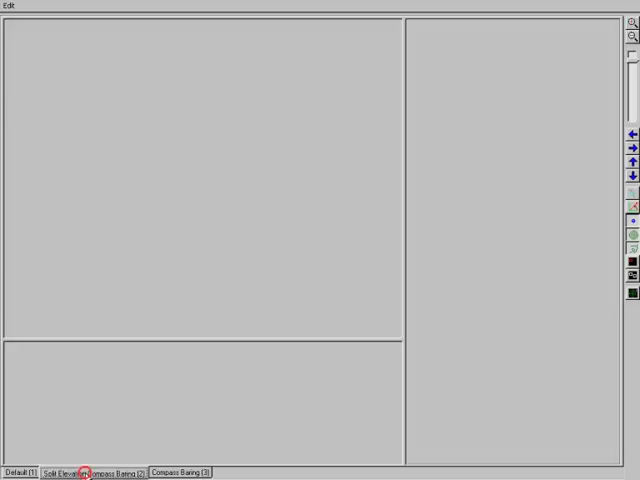 Edit
Default (1)
Split Elevation Compass Baring (2)
Compass Baring (3)